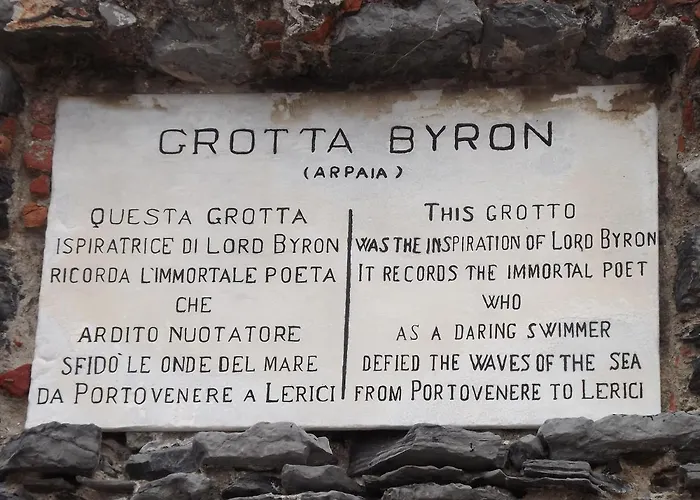 GROTTA BYRON
(ARPAIA)
QUESTA GROTTA
ISPIRATRICE DI LORD BYRON
RICORDA L'IMMORTALE POETA
CHE
ARDITO NUOTATORE
SFIDO' LE ONDE DEL MARE
DA PORTOVENERE A LERICI
THIS GROTTO
WAS THE INSPIRATION OF LORD BYRON
IT RECORDS THE IMMORTAL POET
WHO
AS A DARING SWIMMER
DEFIED THE WAVES OF THE SEA
FROM PORTOVENERE TO LERICI